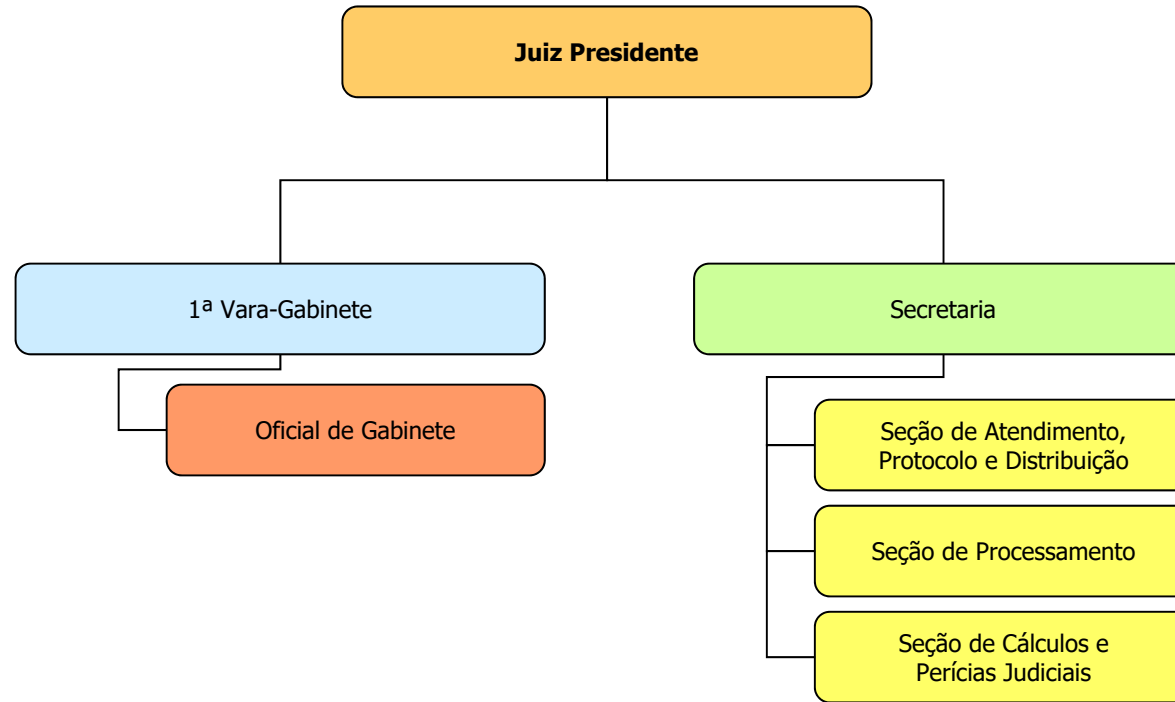 Juiz Presidente
1ª Vara-Gabinete
Oficial de Gabinete
Secretaria
Seção de Atendimento,
Protocolo e Distribuição
Seção de Processamento
Seção de Cálculos e
Perícias Judiciais